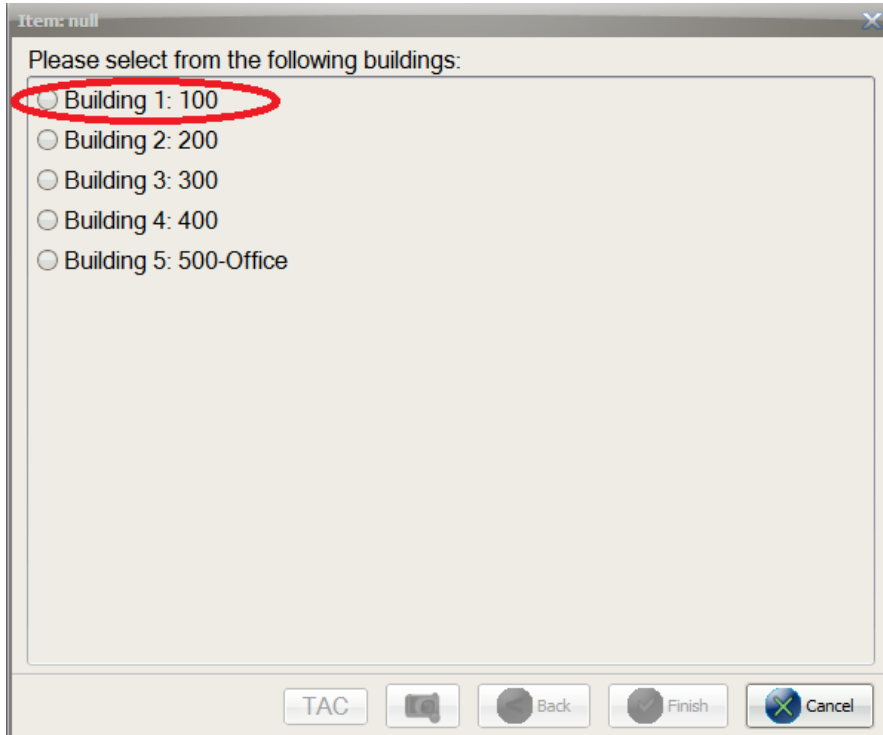 Item: null
Please select from the following buildings:
Building 1: 100
Building 2: 200
Building 3: 300
Building 4: 400
Building 5: 500-Office
TAC Back Finish Cancel